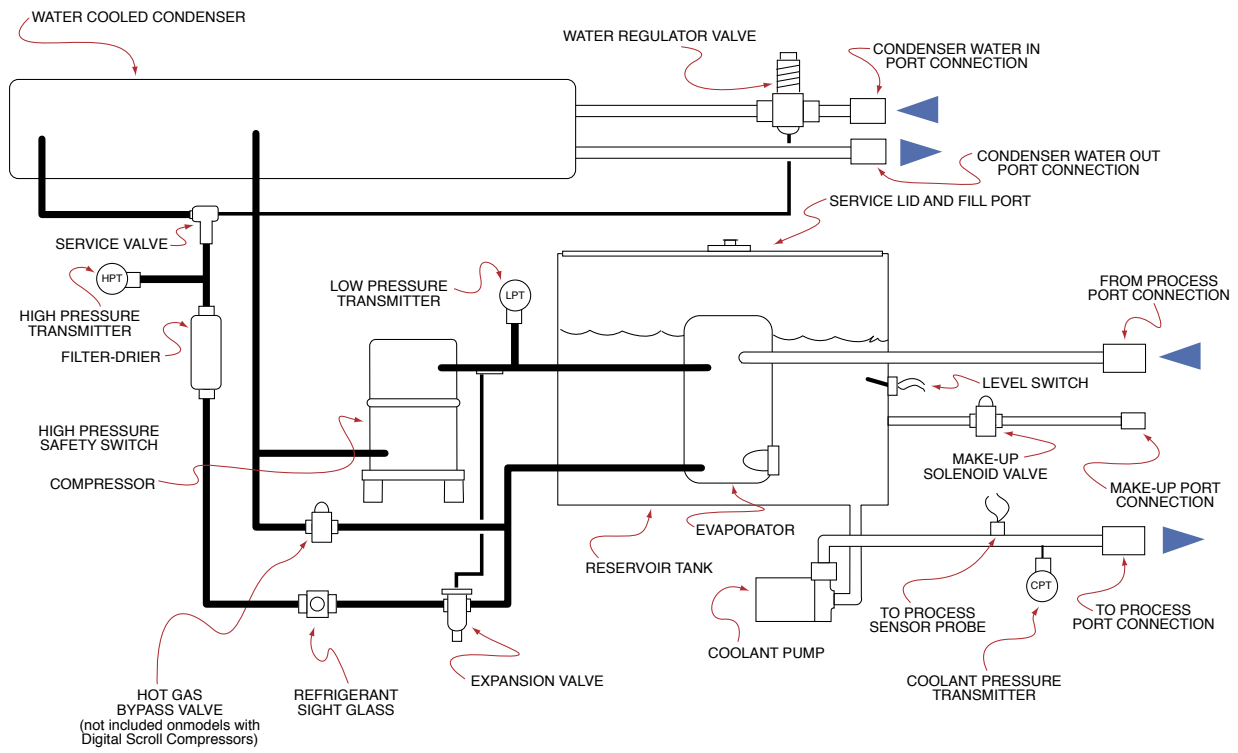 WATER COOLED CONDENSER
WATER REGULATOR VALVE
CONDENSER WATER IN
PORT CONNECTION
CONDENSER WATER OUT
PORT CONNECTION
SERVICE LID AND FILL PORT
SERVICE VALVE
HPT
HIGH PRESSURE
TRANSMITTER
FILTER-DRIER
LOW PRESSURE
TRANSMITTER
LPT
FROM PROCESS
PORT CONNECTION
LEVEL SWITCH
HIGH PRESSURE
SAFETY SWITCH
COMPRESSOR
MAKE-UP
SOLENOID VALVE
MAKE-UP PORT
CONNECTION
EVAPORATOR
RESERVOIR TANK
CPT
TO PROCESS
SENSOR PROBE
TO PROCESS
PORT CONNECTION
COOLANT PUMP
COOLANT PRESSURE
TRANSMITTER
EXPANSION VALVE
REFRIGERANT
SIGHT GLASS
HOT GAS
BYPASS VALVE
(not included onmodels with
Digital Scroll Compressors)